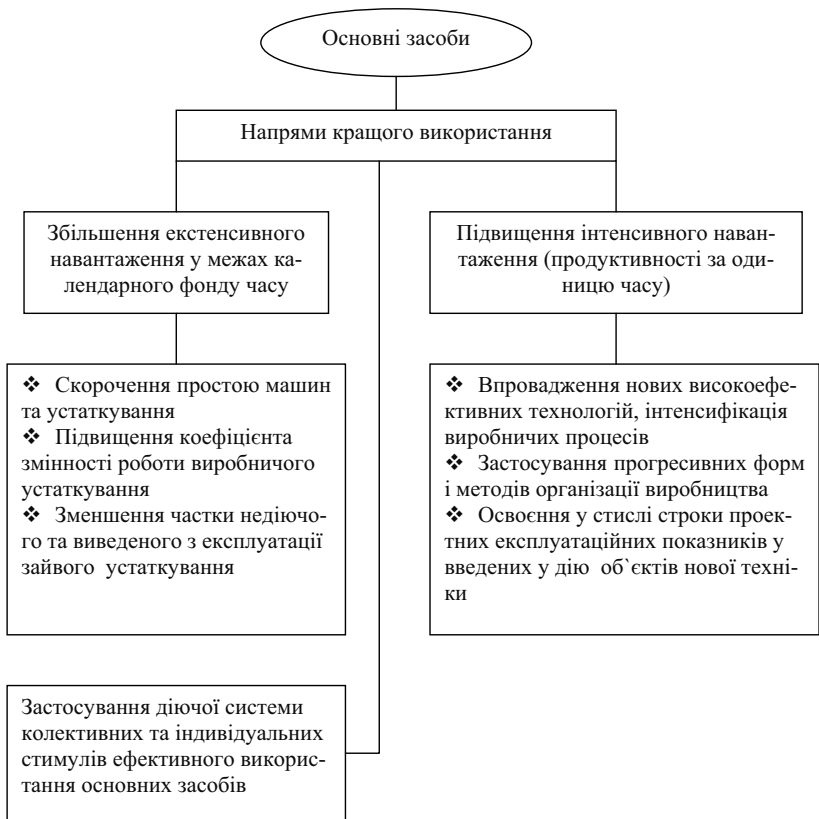 Основні засоби
Напрями кращого використання
Збільшення екстенсивного
навантаження у межах ка-
лендарного фонду часу
Підвищення інтенсивного наван-
таження (продуктивності за оди-
ницю часу)
❖ Скорочення простою машин
та устаткування
❖ Підвищення коефіцієнта
змінності роботи виробничого
устаткування
❖ Зменшення частки недіючо-
го та виведеного з експлуатації
зайвого устаткування
❖ Впровадження нових високоефе-
ективних технологій, інтенсифікація
виробничих процесів
❖ Застосування прогресивних форм
і методів організації виробництва
❖ Освоєння у стислі строки проек-
тних експлуатаційних показників у
введених у дію об`єктів нової техні-
ки
Застосування діючої системи
колективних та індивідуальних
стимулів ефективного викорис-
тання основних засобів